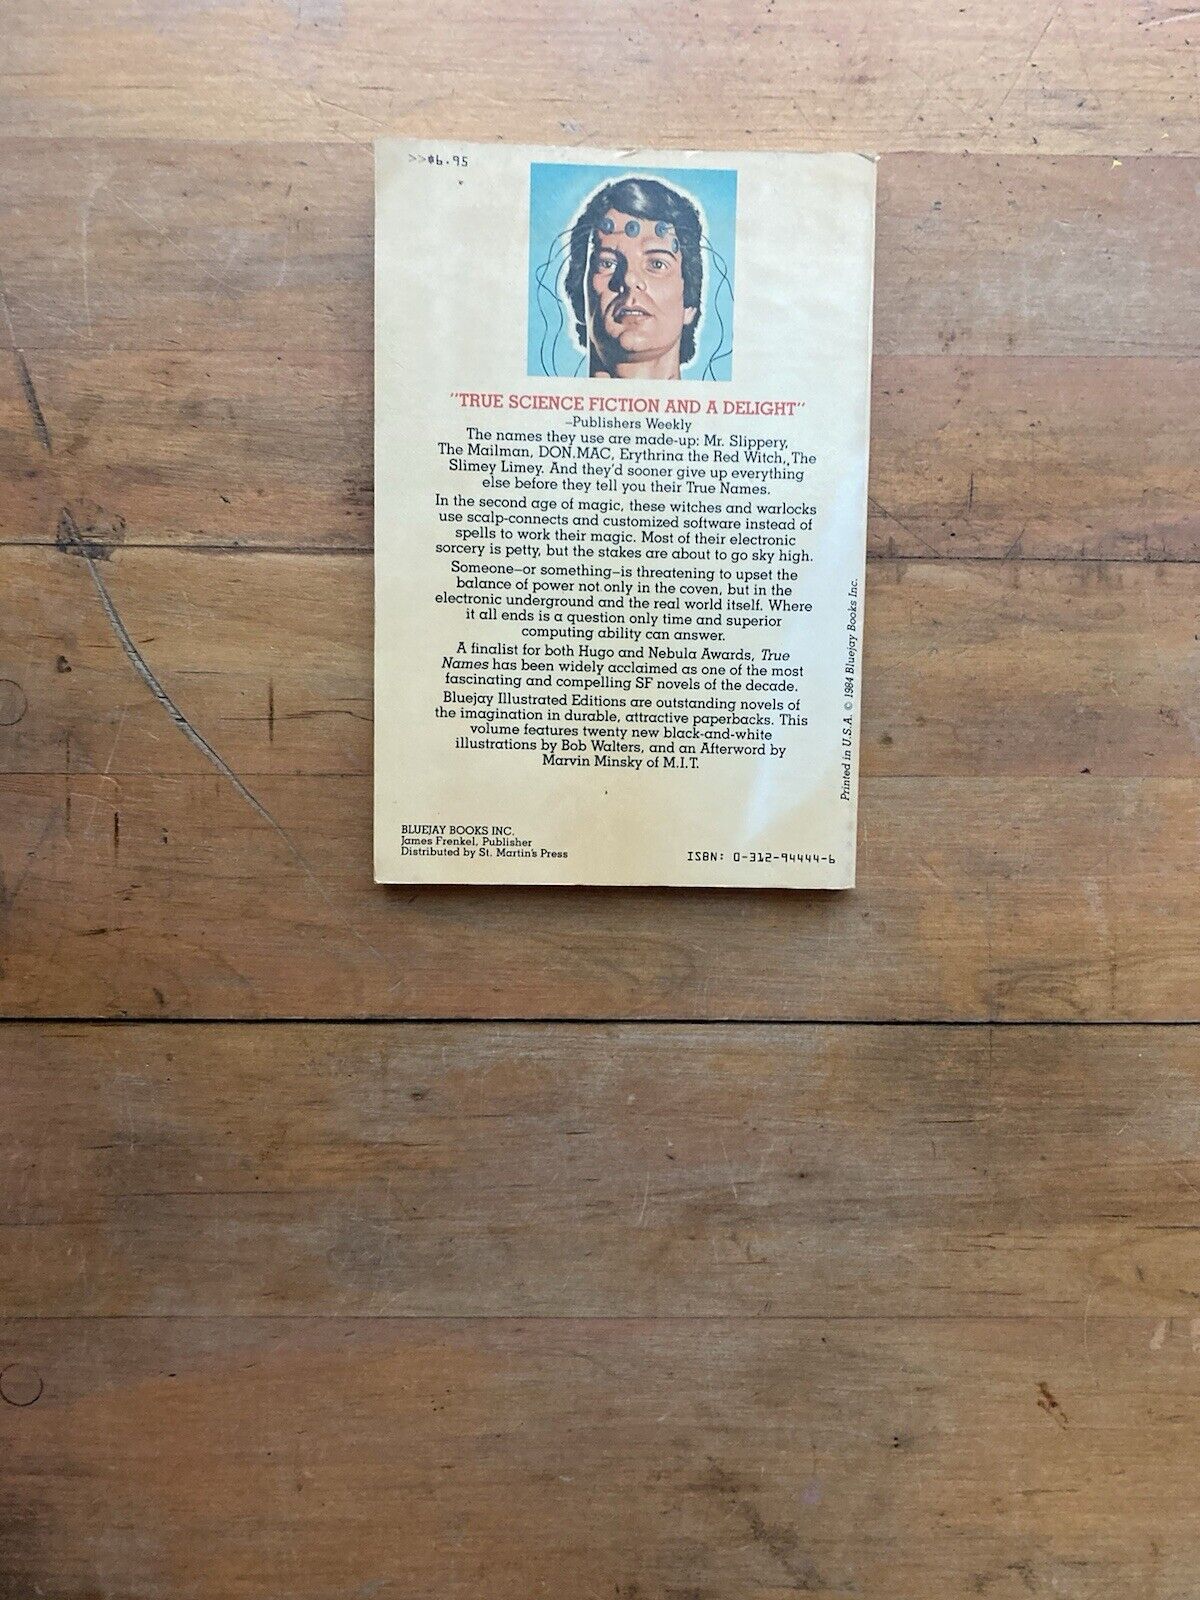 >>$6.95
"TRUE SCIENCE FICTION AND A DELIGHT"
–Publishers Weekly
The names they use are made-up: Mr. Slippery,
The Mailman, DON.MAC, Erythrina the Red Witch, The
Slimey Limey. And they'd sooner give up everything
else before they tell you their True Names.
In the second age of magic, these witches and warlocks
use scalp-connects and customized software instead of
spells to work their magic. Most of their electronic
sorcery is petty, but the stakes are about to go sky high.
Someone–or something–is threatening to upset the
balance of power not only in the coven, but in the
electronic underground and the real world itself. Where
it all ends is a question only time and superior
computing ability can answer.
A finalist for both Hugo and Nebula Awards, True
Names has been widely acclaimed as one of the most
fascinating and compelling SF novels of the decade.
Bluejay Illustrated Editions are outstanding novels of
the imagination in durable, attractive paperbacks. This
volume features twenty new black-and-white
illustrations by Bob Walters, and an Afterword by
Marvin Minsky of M.I.T.
Printed in U.S.A. © 1984 Bluejay Books Inc.
BLUEJAY BOOKS INC.
James Frenkel, Publisher
Distributed by St. Martin's Press
ISBN: 0-312-94444-6